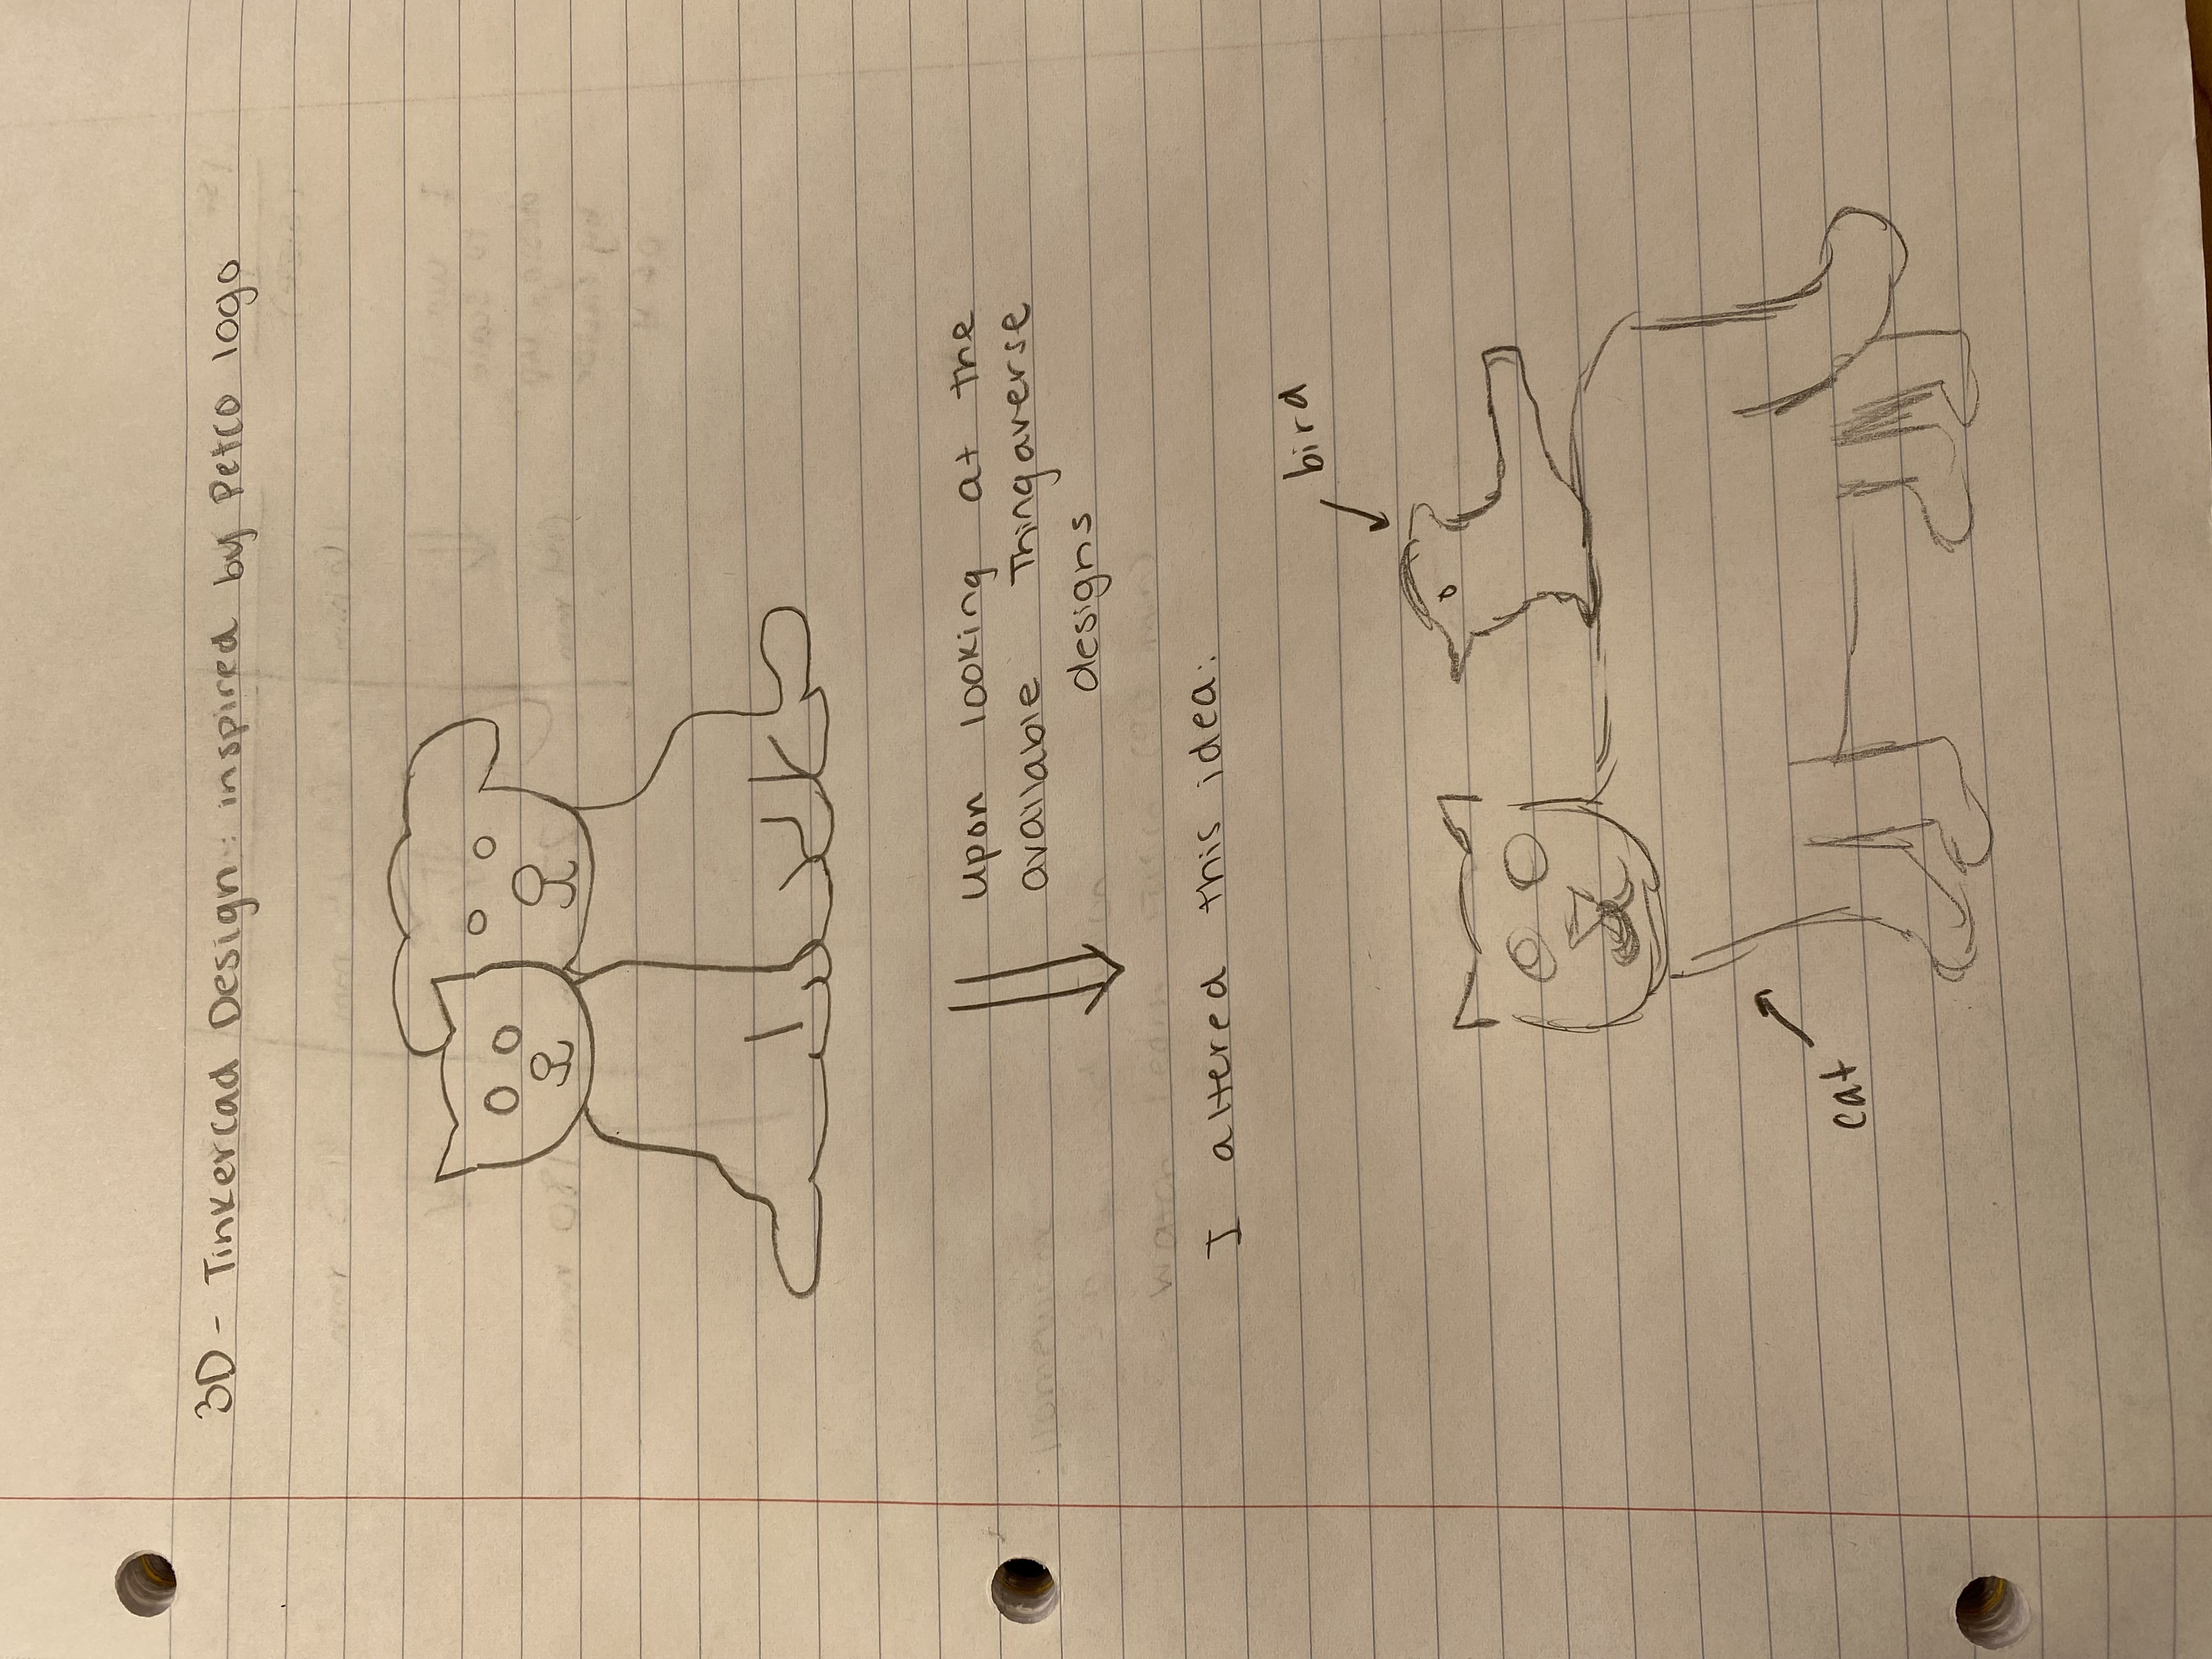 3D - Tinkercad Design: inspired by Petco logo
upon looking at the
available Thingaverse
designs
I altered this idea:
bird
cat